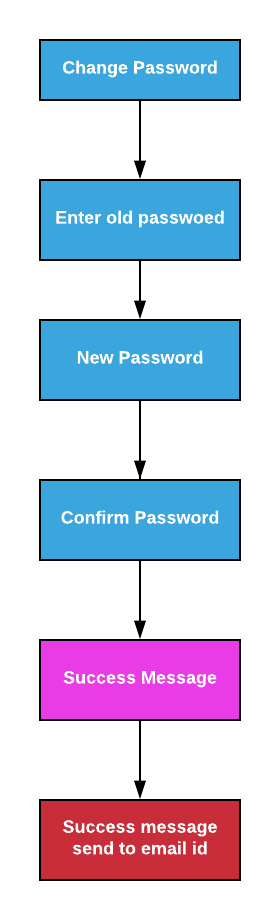 Change Password
Enter old passwoed
New Password
Confirm Password
Success Message
Success message
send to email id